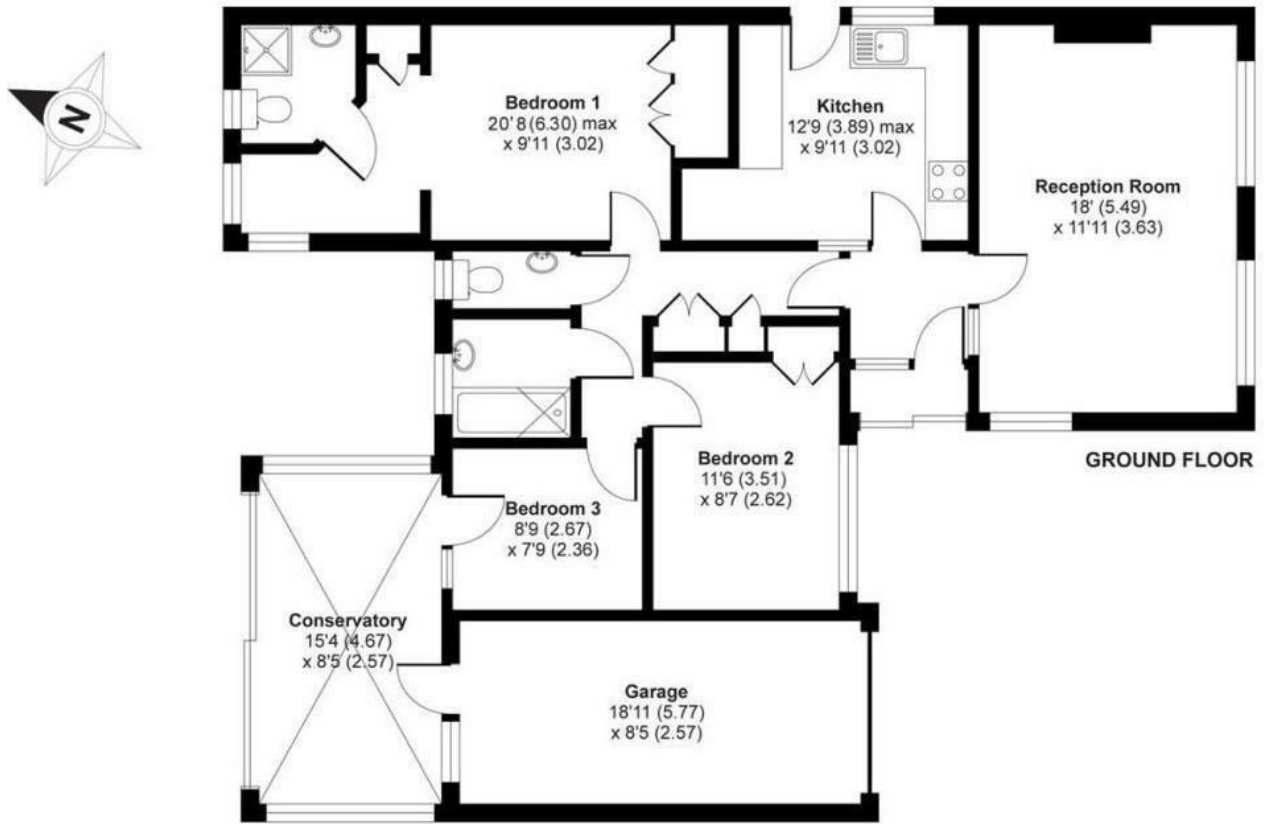 N
Bedroom 1
20'8 (6.30) max
x 9'11 (3.02)
Kitchen
12'9 (3.89) max
x 9'11 (3.02)
Reception Room
18' (5.49)
x 11'11 (3.63)
GROUND FLOOR
Bedroom 2
11'6 (3.51)
x 8'7 (2.62)
Bedroom 3
8'9 (2.67)
x 7'9 (2.36)
Conservatory
15'4 (4.67)
x 8'5 (2.57)
Garage
18'11 (5.77)
x 8'5 (2.57)